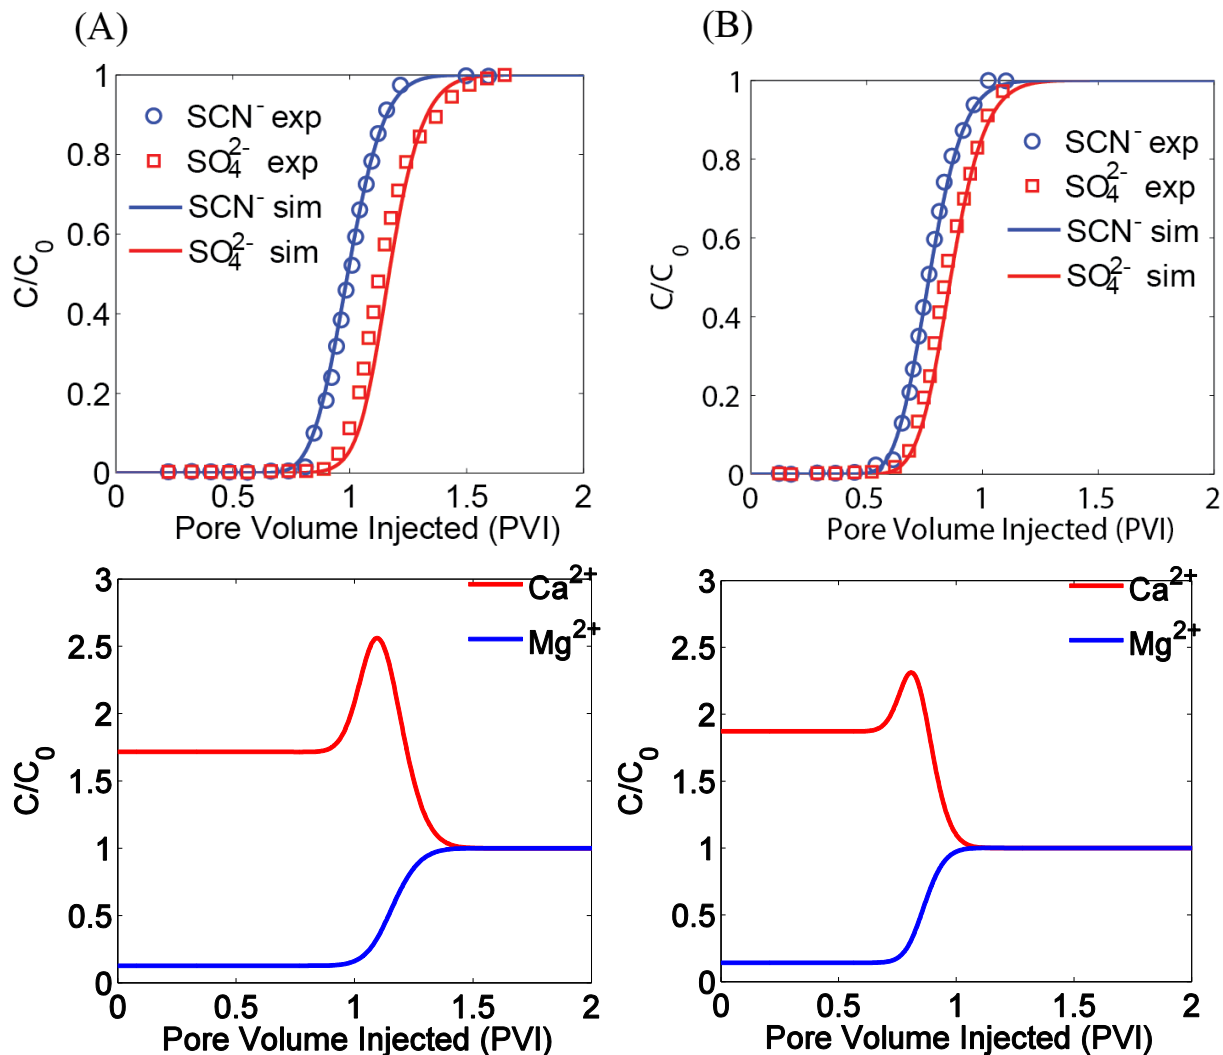 (A)
1
0.8
0.6
0.4
0.2
0
C/C₀
SCN⁻ exp
SO₄²⁻ exp
SCN⁻ sim
SO₄²⁻ sim
0 0.5 1 1.5 2
Pore Volume Injected (PVI)
(B)
1
0.8
0.6
0.4
0.2
0
C/C₀
SCN⁻ exp
SO₄²⁻ exp
SCN⁻ sim
SO₄²⁻ sim
0 0.5 1 1.5 2
Pore Volume Injected (PVI)
3
2.5
2
1.5
1
0.5
0
C/C₀
Ca²⁺
Mg²⁺
0 0.5 1 1.5 2
Pore Volume Injected (PVI)
3
2.5
2
1.5
1
0.5
0
C/C₀
Ca²⁺
Mg²⁺
0 0.5 1 1.5 2
Pore Volume Injected (PVI)